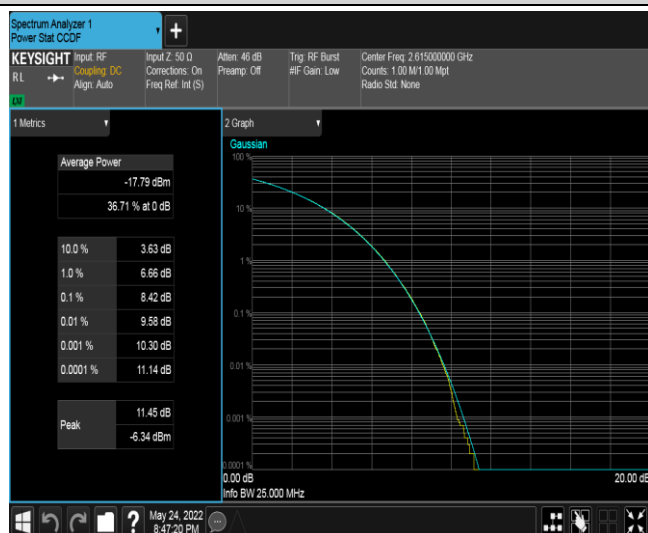 Spectrum Analyzer 1
Power Stat CCDF
+
KEYSIGHT
RL
LXI
Input: RF
Coupling: DC
Align: Auto
Input Z: 50 Ω
Corrections: On
Freq Ref: Int (S)
Atten: 46 dB
Preamp: Off
Trig: RF Burst
#IF Gain: Low
Center Freq: 2.615000000 GHz
Counts: 1.00 M/1.00 Mpt
Radio Std: None
1 Metrics
Average Power
-17.79 dBm
36.71 % at 0 dB
10.0 % 3.63 dB
1.0 % 6.66 dB
0.1 % 8.42 dB
0.01 % 9.58 dB
0.001 % 10.30 dB
0.0001 % 11.14 dB
Peak
11.45 dB
-6.34 dBm
2 Graph
Gaussian
100 %
10 %
1 %
0.1 %
0.01 %
0.001 %
0.0001 %
0.00 dB 20.00 dB
Info BW 25.000 MHz
?
May 24, 2022
8:47:20 PM